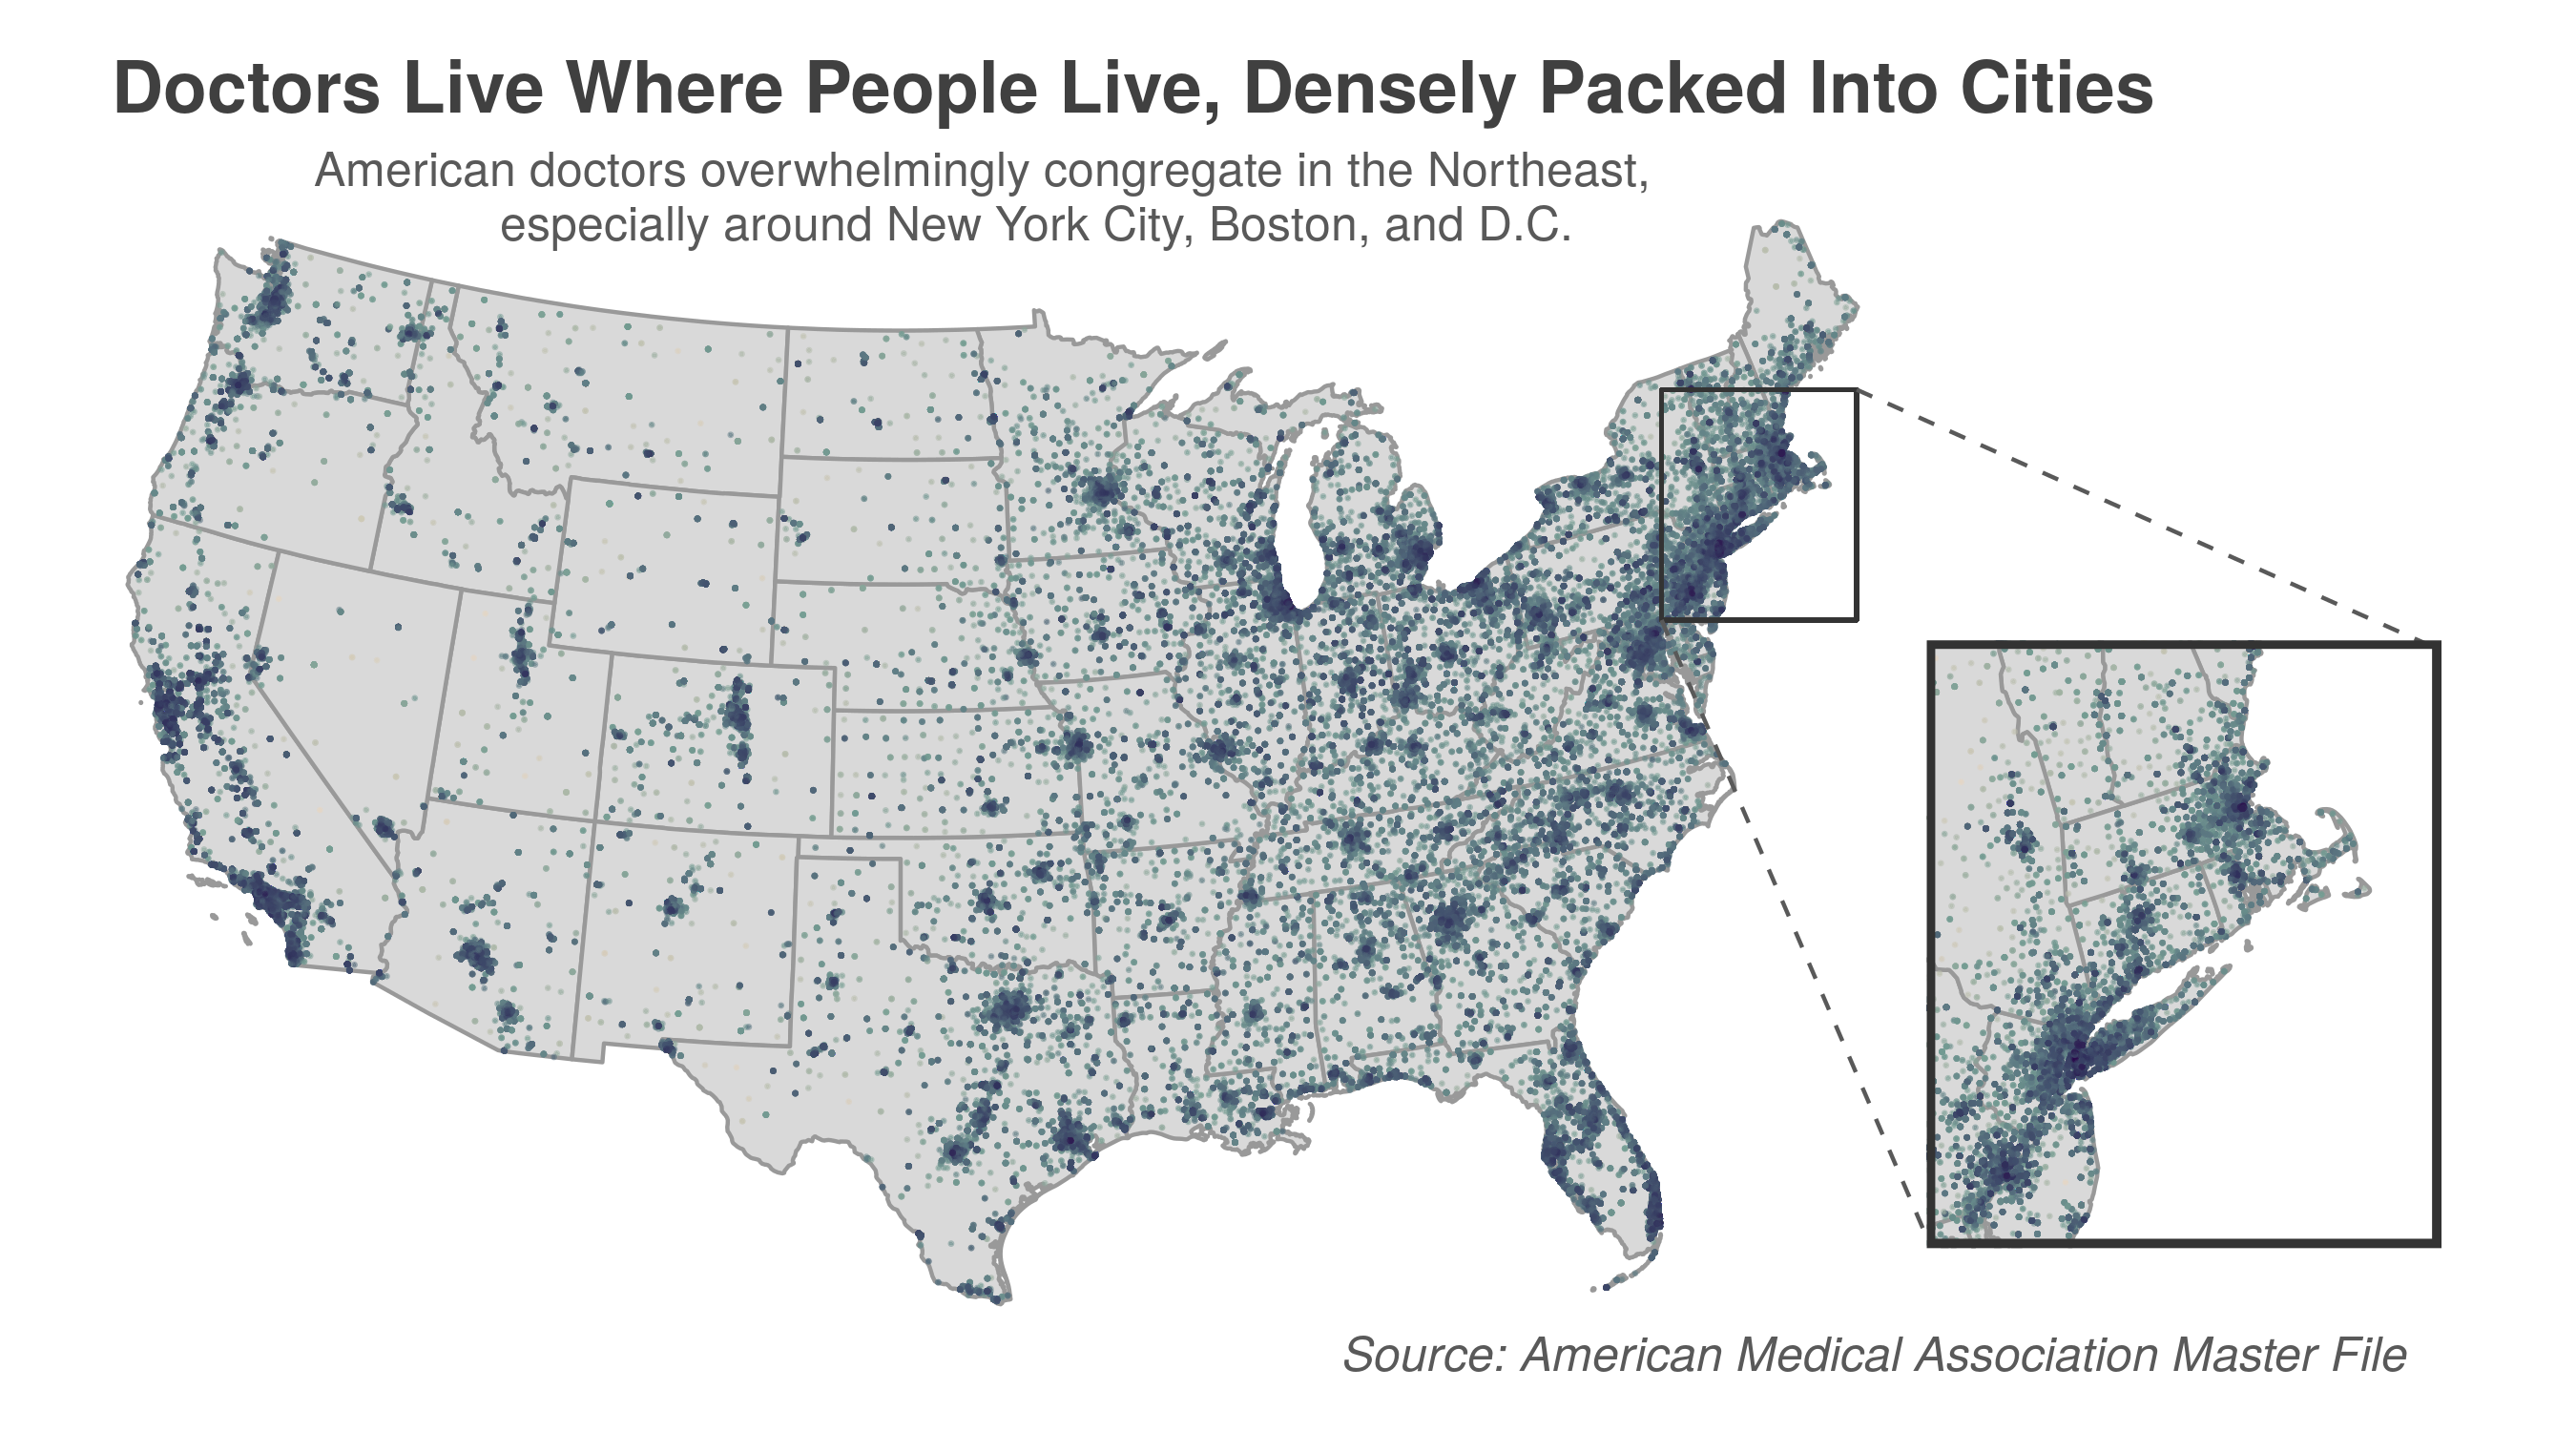 Doctors Live Where People Live, Densely Packed Into Cities
American doctors overwhelmingly congregate in the Northeast,
especially around New York City, Boston, and D.C.
Source: American Medical Association Master File